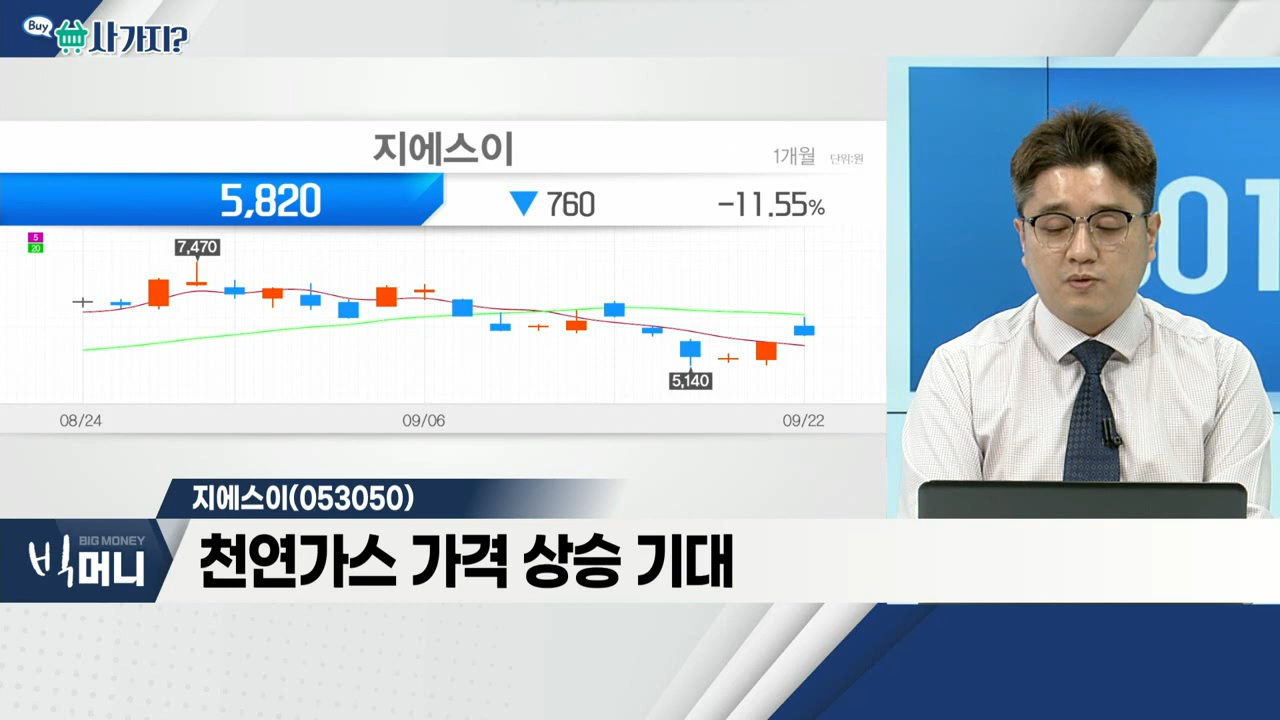 Buy
사 가지?
지에스이
1개월 단위:원
5,820 ▼ 760 -11.55%
5
20
7,470
5,140
08/24 09/06 09/22
01
지에스이(053050)
BIG MONEY
빅머니
천연가스 가격 상승 기대